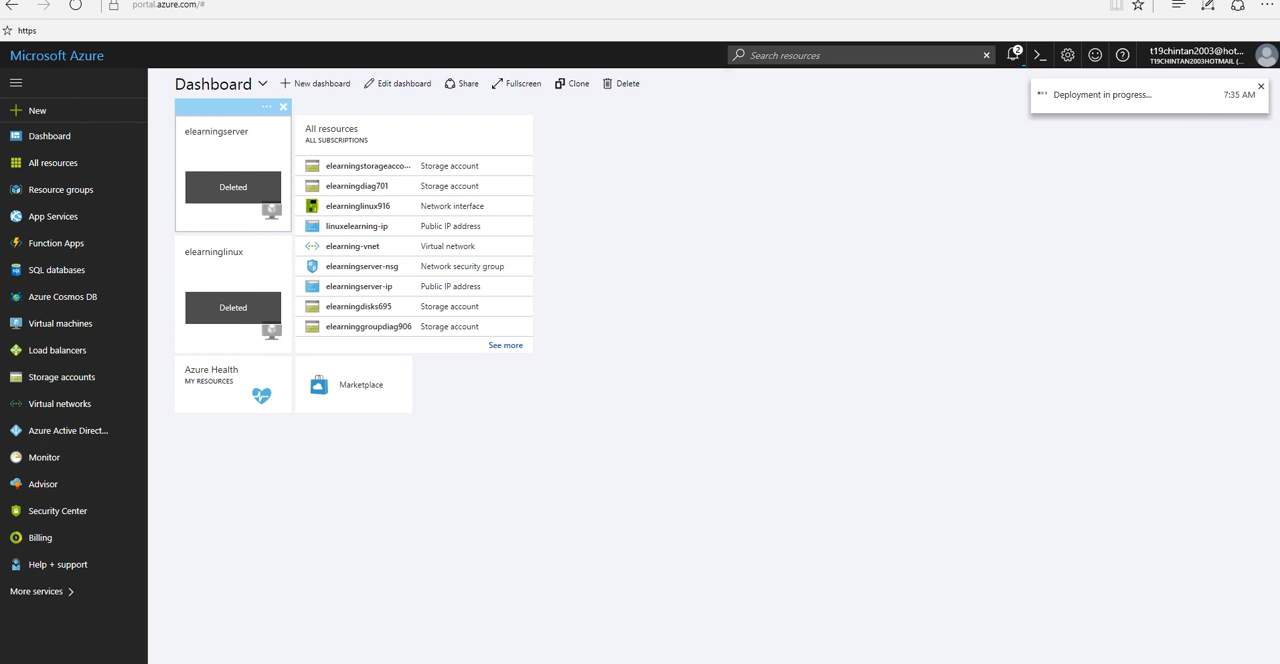 portal.azure.com/#
https
Microsoft Azure
Search resources
2
t19chintan2003@hot...
T19CHINTAN2003HOTMAIL (...
Dashboard
New dashboard
Edit dashboard
Share
Fullscreen
Clone
Delete
Deployment in progress...
7:35 AM
New
Dashboard
All resources
Resource groups
App Services
Function Apps
SQL databases
Azure Cosmos DB
Virtual machines
Load balancers
Storage accounts
Virtual networks
Azure Active Direct...
Monitor
Advisor
Security Center
Billing
Help + support
More services
elearningserver
Deleted
elearninglinux
Deleted
Azure Health
MY RESOURCES
All resources
ALL SUBSCRIPTIONS
elearningstorageacco... Storage account
elearningdiag701 Storage account
elearninglinux916 Network interface
linuxelearning-ip Public IP address
elearning-vnet Virtual network
elearningserver-nsg Network security group
elearningserver-ip Public IP address
elearningdisks695 Storage account
elearninggroupdiag906 Storage account
See more
Marketplace